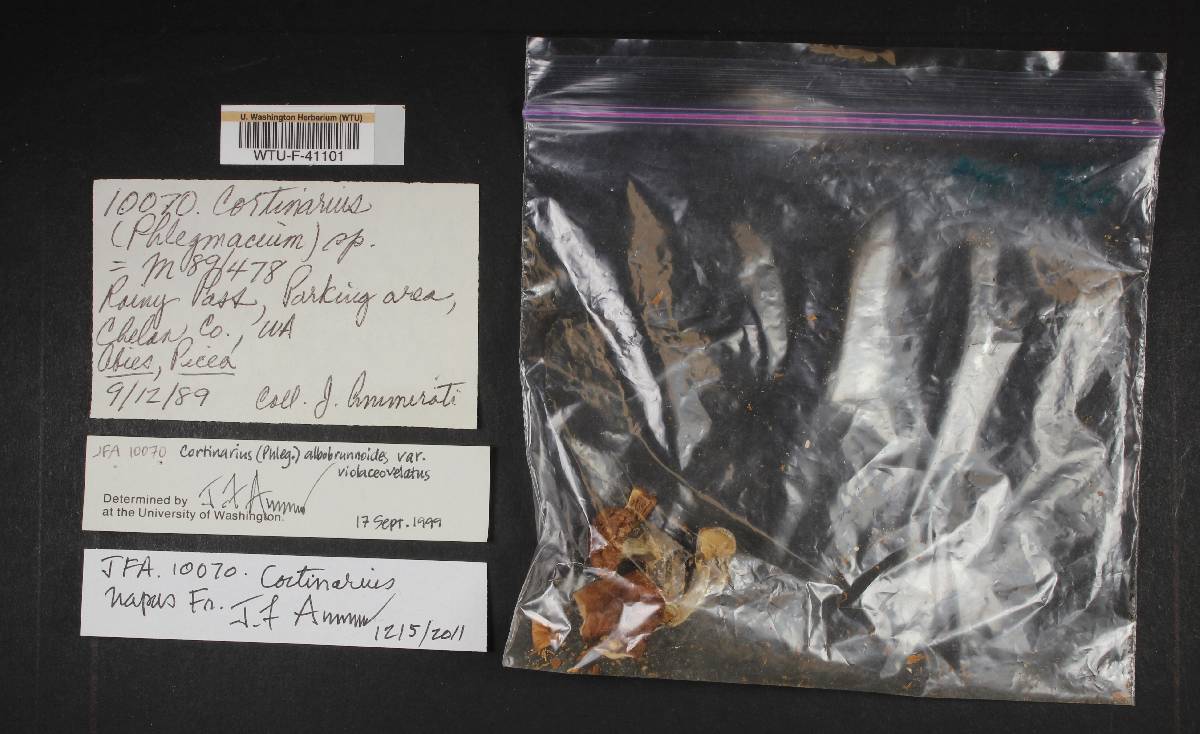 U. Washington Herbarium (WTU)
WTU-F-41101
10070. Cortinarius
(Phlegmacium) sp.
= M 89/478
Rainy Pass, Parking area,
Chelan, Co., WA
Abies, Picea
9/12/89 Coll. J. Ammirati
JFA 10070 Cortinarius (Phleg.) albobrunnoides var.
violaceovelatus
Determined by J F Amm
at the University of Washington.
17 Sept. 1999
JFA. 10070. Cortinarius
napus Fr. J.F Amm
12/5/2011